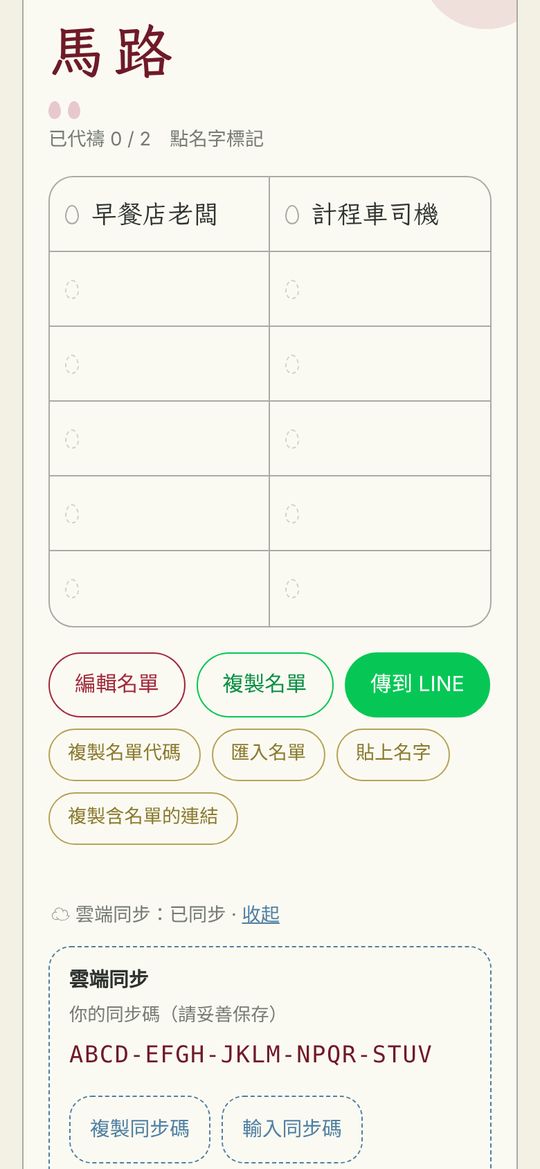 馬路
已代禱 0 / 2 點名字標記
早餐店老闆 計程車司機
編輯名單 複製名單 傳到 LINE
複製名單代碼 匯入名單 貼上名字
複製含名單的連結
雲端同步：已同步 · 收起
雲端同步
你的同步碼（請妥善保存）
ABCD-EFGH-JKLM-NPQR-STUV
複製同步碼 輸入同步碼